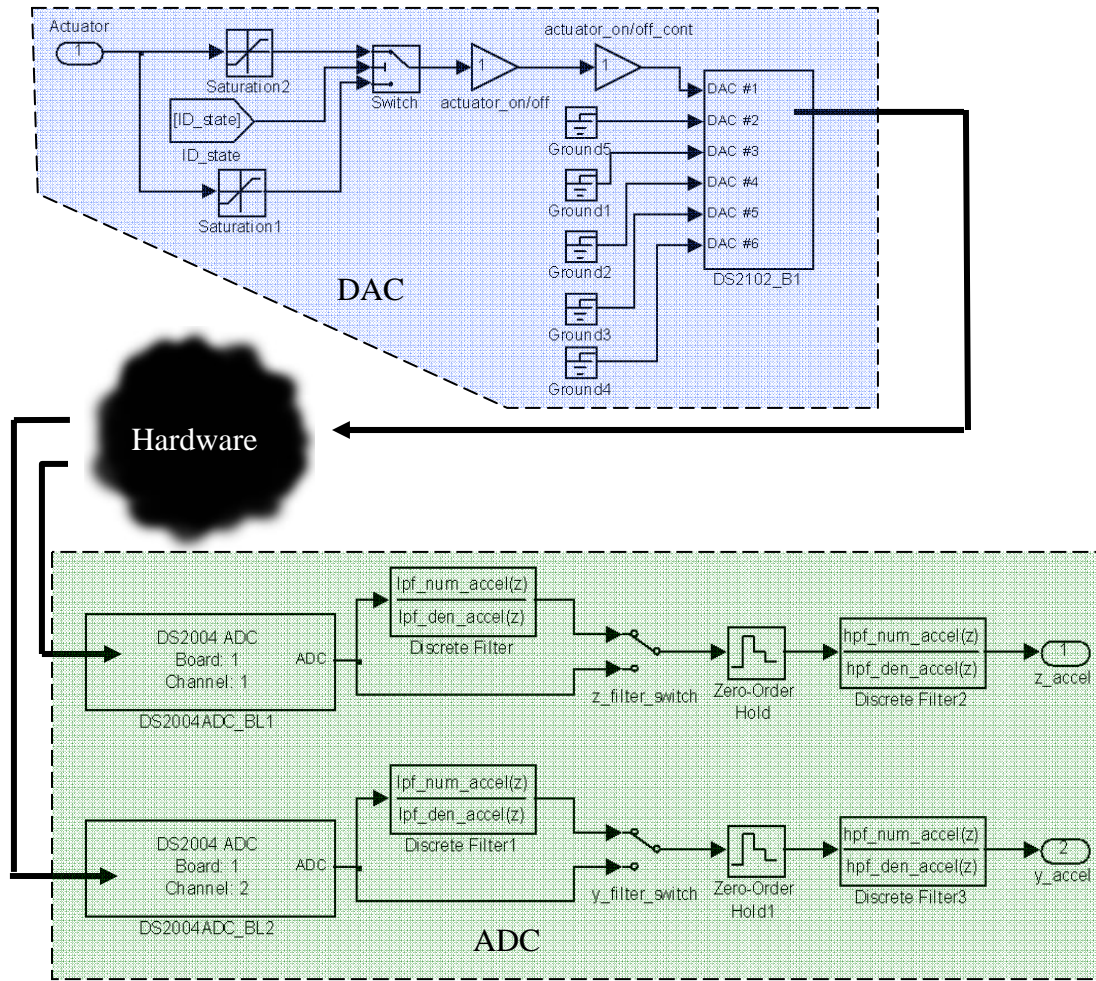 Actuator
1
Saturation2
[ID_state]
ID_state
Saturation1
Switch
1
actuator_on/off
actuator_on/off_cont
1
DAC #1
DAC #2
DAC #3
DAC #4
DAC #5
DAC #6
DS2102_B1
Ground5
Ground1
Ground2
Ground3
Ground4
DAC
Hardware
DS2004 ADC
Board: 1
Channel: 1
ADC
DS2004ADC_BL1
lpf_num_accel(z)
lpf_den_accel(z)
Discrete Filter
z_filter_switch
Zero-Order
Hold
hpf_num_accel(z)
hpf_den_accel(z)
Discrete Filter2
1
z_accel
DS2004 ADC
Board: 1
Channel: 2
ADC
DS2004ADC_BL2
lpf_num_accel(z)
lpf_den_accel(z)
Discrete Filter1
y_filter_switch
Zero-Order
Hold1
hpf_num_accel(z)
hpf_den_accel(z)
Discrete Filter3
2
y_accel
ADC